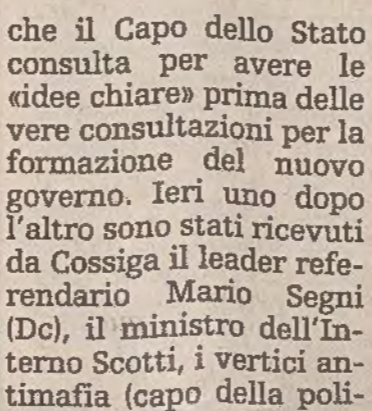 che il Capo dello Stato
consulta per avere le
«idee chiare» prima delle
vere consultazioni per la
formazione del nuovo
governo. Ieri uno dopo
l'altro sono stati ricevuti
da Cossiga il leader refe-
rendario Mario Segni
(Dc), il ministro dell'In-
terno Scotti, i vertici an-
timafia (capo della poli-